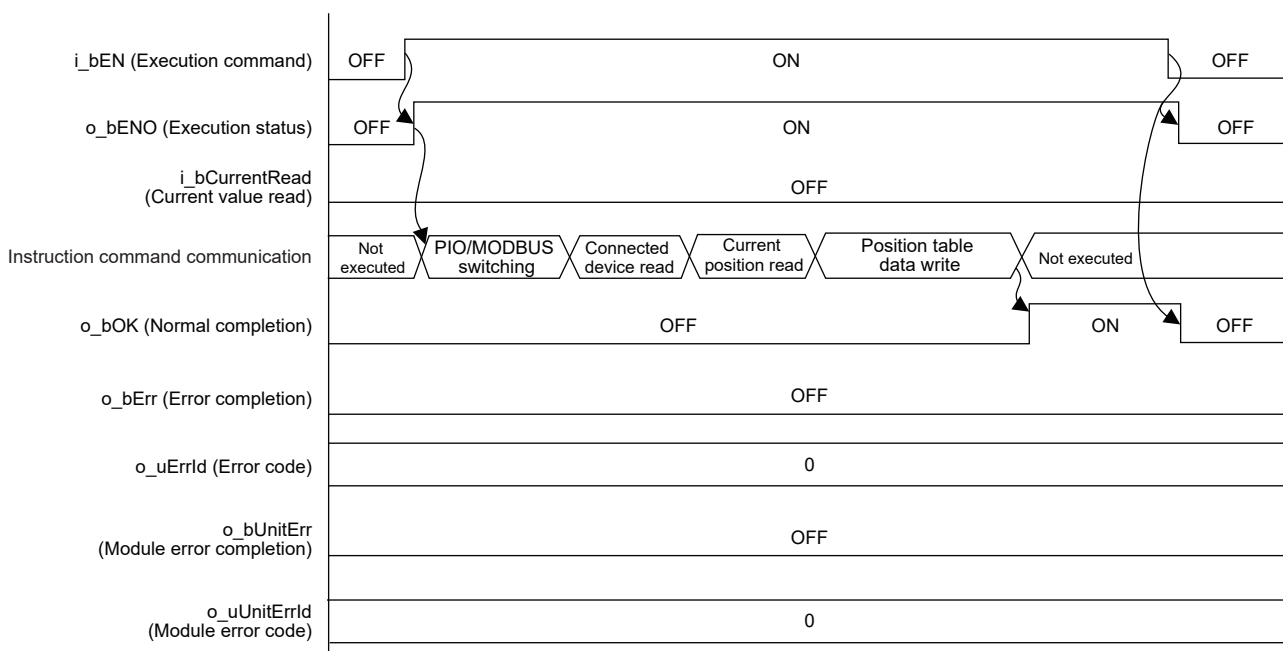 i_bEN (Execution command)
OFF
ON
OFF
o_bENO (Execution status)
OFF
ON
OFF
i_bCurrentRead
(Current value read)
OFF
Instruction command communication
Not
executed
PIO/MODBUS
switching
Connected
device read
Current
position read
Position table
data write
Not executed
o_bOK (Normal completion)
OFF
ON
OFF
o_bErr (Error completion)
OFF
o_uErrId (Error code)
0
o_bUnitErr
(Module error completion)
OFF
o_uUnitErrId
(Module error code)
0